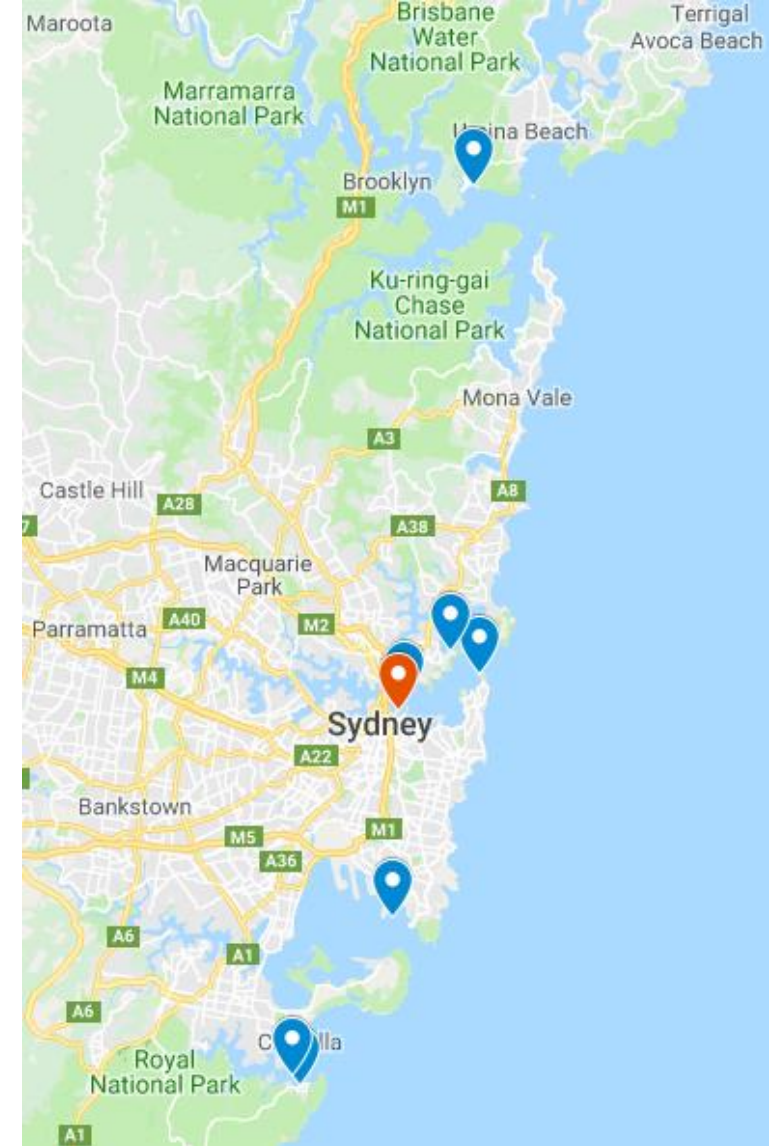 Maroota
Brisbane
Water
National Park
Terrigal
Avoca Beach
Marramarra
National Park
Beach
Brooklyn
M1
Ku-ring-gai
Chase
National Park
Mona Vale
A3
Castle Hill
A28
A8
7
A38
Macquarie
Park
A40
M2
Parramatta
M4
Sydney
A22
Bankstown
M5
M1
A36
A6
A1
A6
Royal
National Park
A1